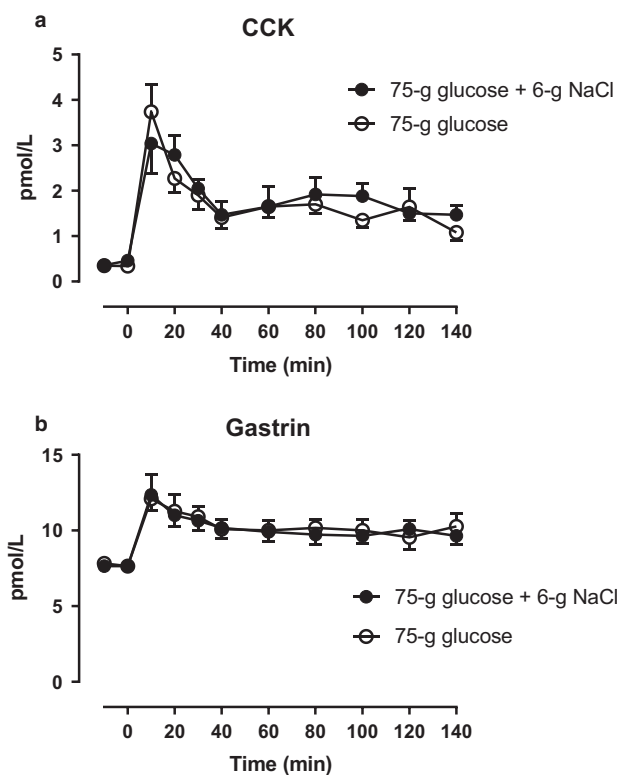 a
CCK
5
4
3
2
1
0
pmol/L
75-g glucose + 6-g NaCl
75-g glucose
0 20 40 60 80 100 120 140
Time (min)
b
Gastrin
15
10
5
0
pmol/L
75-g glucose + 6-g NaCl
75-g glucose
0 20 40 60 80 100 120 140
Time (min)